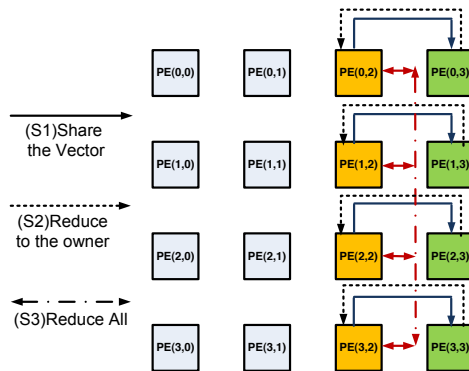 PE(0,0) PE(0,1) PE(0,2) PE(0,3)
(S1)Share
the Vector
PE(1,0) PE(1,1) PE(1,2) PE(1,3)
(S2)Reduce
to the owner
PE(2,0) PE(2,1) PE(2,2) PE(2,3)
(S3)Reduce All
PE(3,0) PE(3,1) PE(3,2) PE(3,3)